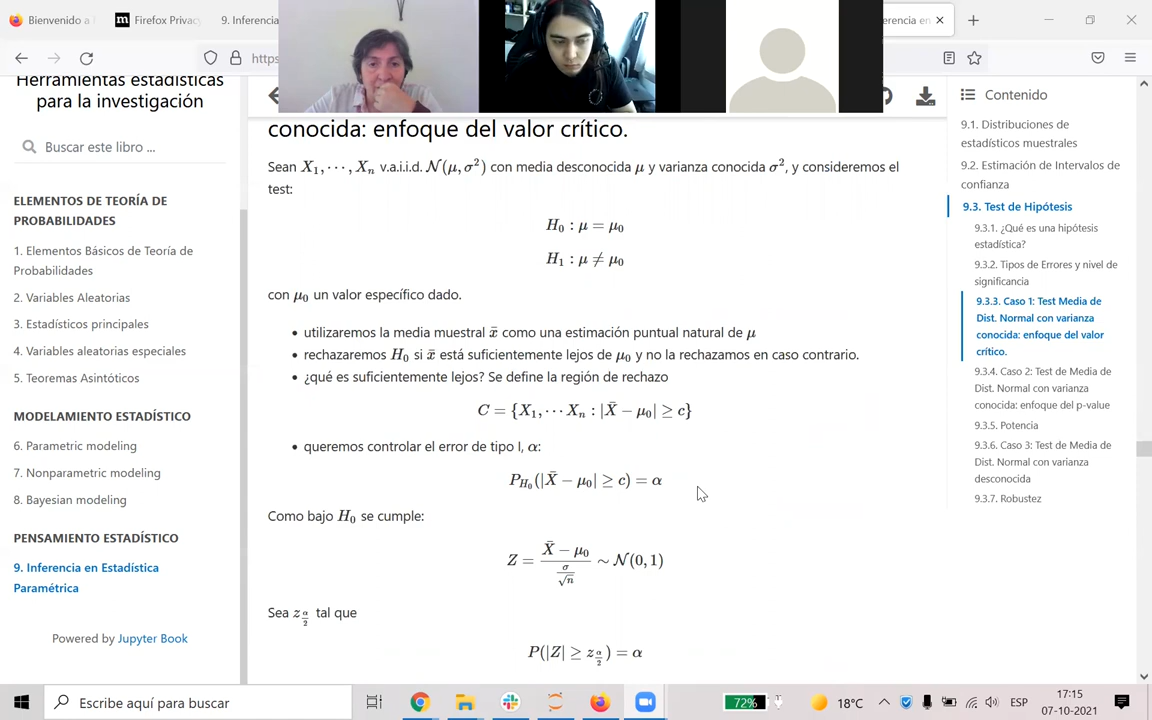 Bienvenido a
Firefox Privacy
9. Inferencia
erencia en
https
Herramientas estadísticas
para la investigación
Buscar este libro ...
ELEMENTOS DE TEORÍA DE
PROBABILIDADES
1. Elementos Básicos de Teoría de
Probabilidades
2. Variables Aleatorias
3. Estadísticos principales
4. Variables aleatorias especiales
5. Teoremas Asintóticos
MODELAMIENTO ESTADÍSTICO
6. Parametric modeling
7. Nonparametric modeling
8. Bayesian modeling
PENSAMIENTO ESTADÍSTICO
9. Inferencia en Estadística
Paramétrica
Powered by Jupyter Book
conocida: enfoque del valor crítico.
Sean X₁, ⋯, Xₙ v.a.i.i.d. 𝒩(μ, σ²) con media desconocida μ y varianza conocida σ², y consideremos el
test:
H₀ : μ = μ₀
H₁ : μ ≠ μ₀
con μ₀ un valor específico dado.
• utilizaremos la media muestral x̄ como una estimación puntual natural de μ
• rechazaremos H₀ si x̄ está suficientemente lejos de μ₀ y no la rechazamos en caso contrario.
• ¿qué es suficientemente lejos? Se define la región de rechazo
C = {X₁, ⋯ Xₙ : |X̄ − μ₀| ≥ c}
• queremos controlar el error de tipo I, α:
P_{H₀}(|X̄ − μ₀| ≥ c) = α
Como bajo H₀ se cumple:
Z = (X̄ − μ₀) / (σ/√n) ∼ 𝒩(0, 1)
Sea z_{α/2} tal que
P(|Z| ≥ z_{α/2}) = α
Contenido
9.1. Distribuciones de
estadísticos muestrales
9.2. Estimación de Intervalos de
confianza
9.3. Test de Hipótesis
9.3.1. ¿Qué es una hipótesis
estadística?
9.3.2. Tipos de Errores y nivel de
significancia
9.3.3. Caso 1: Test Media de
Dist. Normal con varianza
conocida: enfoque del valor
crítico.
9.3.4. Caso 2: Test de Media de
Dist. Normal con varianza
conocida: enfoque del p-value
9.3.5. Potencia
9.3.6. Caso 3: Test de Media de
Dist. Normal con varianza
desconocida
9.3.7. Robustez
Escribe aquí para buscar
72%
18°C
ESP
17:15
07-10-2021